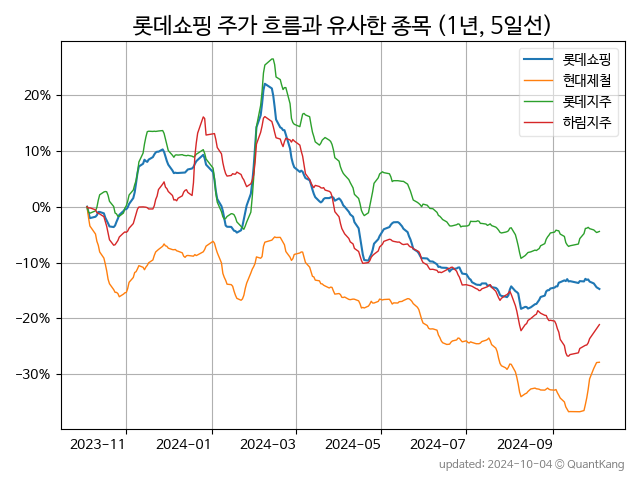 롯데쇼핑 주가 흐름과 유사한 종목 (1년, 5일선)
롯데쇼핑
현대제철
롯데지주
하림지주
20%
10%
0%
−10%
−20%
−30%
2023-11 2024-01 2024-03 2024-05 2024-07 2024-09
updated: 2024-10-04 © QuantKang